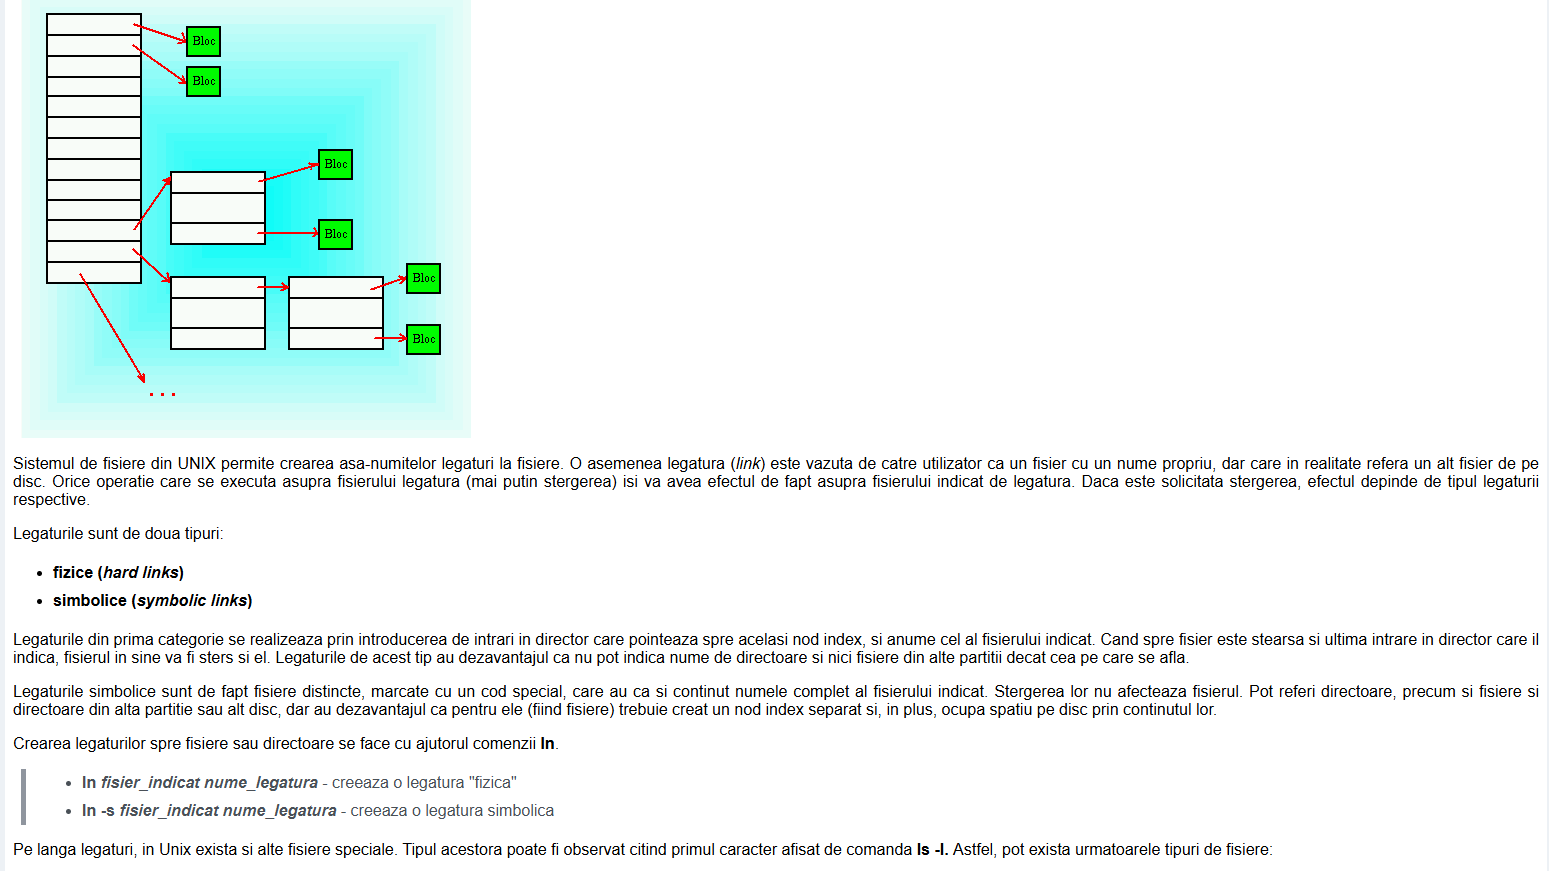 Bloc
Bloc
Bloc
Bloc
Bloc
Bloc
...
Sistemul de fisiere din UNIX permite crearea asa-numitelor legaturi la fisiere. O asemenea legatura (link) este vazuta de catre utilizator ca un fisier cu un nume propriu, dar care in realitate refera un alt fisier de pe
disc. Orice operatie care se executa asupra fisierului legatura (mai putin stergerea) isi va avea efectul de fapt asupra fisierului indicat de legatura. Daca este solicitata stergerea, efectul depinde de tipul legaturii
respective.
Legaturile sunt de doua tipuri:
• fizice (hard links)
• simbolice (symbolic links)
Legaturile din prima categorie se realizeaza prin introducerea de intrari in director care pointeaza spre acelasi nod index, si anume cel al fisierului indicat. Cand spre fisier este stearsa si ultima intrare in director care il
indica, fisierul in sine va fi sters si el. Legaturile de acest tip au dezavantajul ca nu pot indica nume de directoare si nici fisiere din alte partitii decat cea pe care se afla.
Legaturile simbolice sunt de fapt fisiere distincte, marcate cu un cod special, care au ca si continut numele complet al fisierului indicat. Stergerea lor nu afecteaza fisierul. Pot referi directoare, precum si fisiere si
directoare din alta partitie sau alt disc, dar au dezavantajul ca pentru ele (fiind fisiere) trebuie creat un nod index separat si, in plus, ocupa spatiu pe disc prin continutul lor.
Crearea legaturilor spre fisiere sau directoare se face cu ajutorul comenzii ln.
• ln fisier_indicat nume_legatura - creeaza o legatura "fizica"
• ln -s fisier_indicat nume_legatura - creeaza o legatura simbolica
Pe langa legaturi, in Unix exista si alte fisiere speciale. Tipul acestora poate fi observat citind primul caracter afisat de comanda ls -l. Astfel, pot exista urmatoarele tipuri de fisiere: